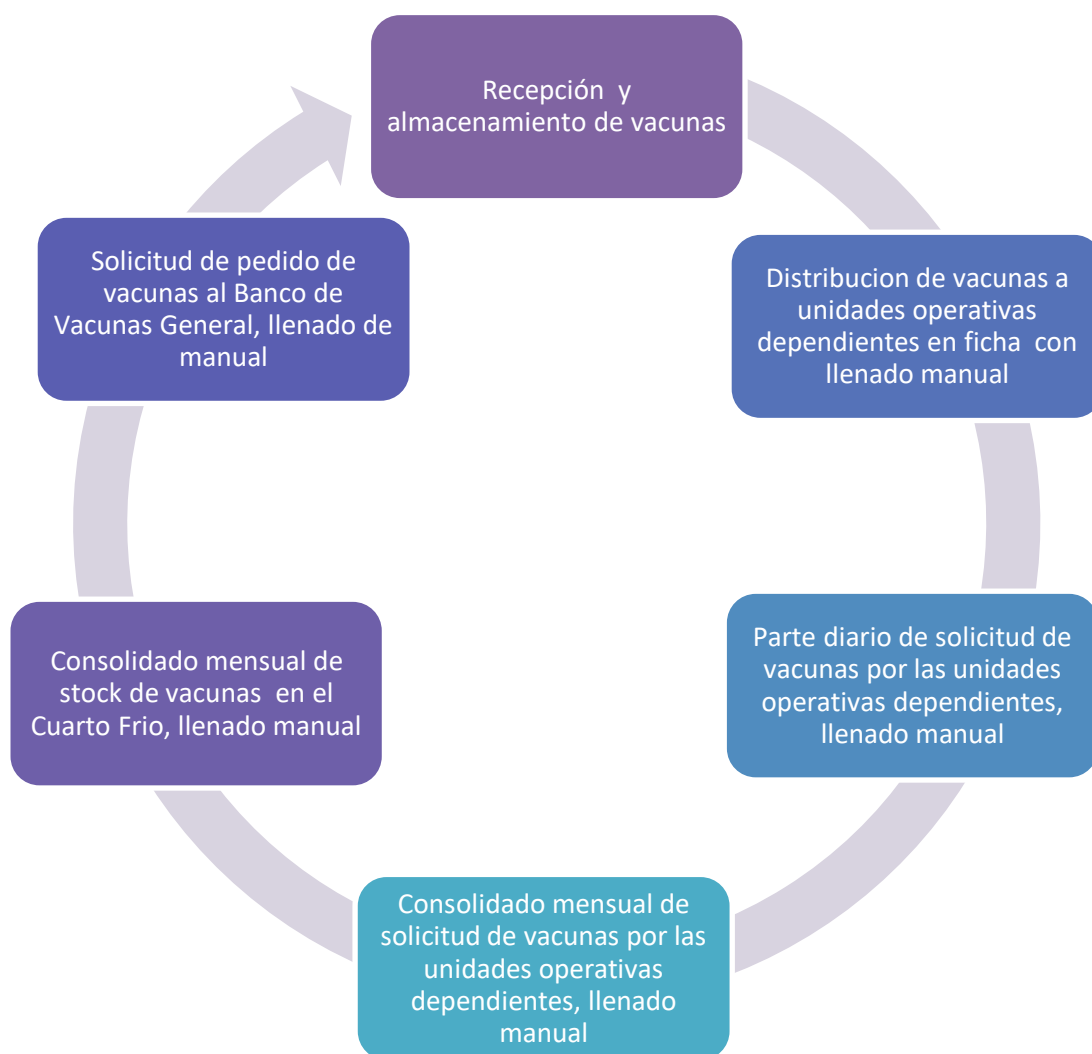 Recepción y
almacenamiento de vacunas
Distribucion de vacunas a
unidades operativas
dependientes en ficha con
llenado manual
Parte diario de solicitud de
vacunas por las unidades
operativas dependientes,
llenado manual
Consolidado mensual de
solicitud de vacunas por las
unidades operativas
dependientes, llenado
manual
Consolidado mensual de
stock de vacunas en el
Cuarto Frio, llenado manual
Solicitud de pedido de
vacunas al Banco de
Vacunas General, llenado de
manual